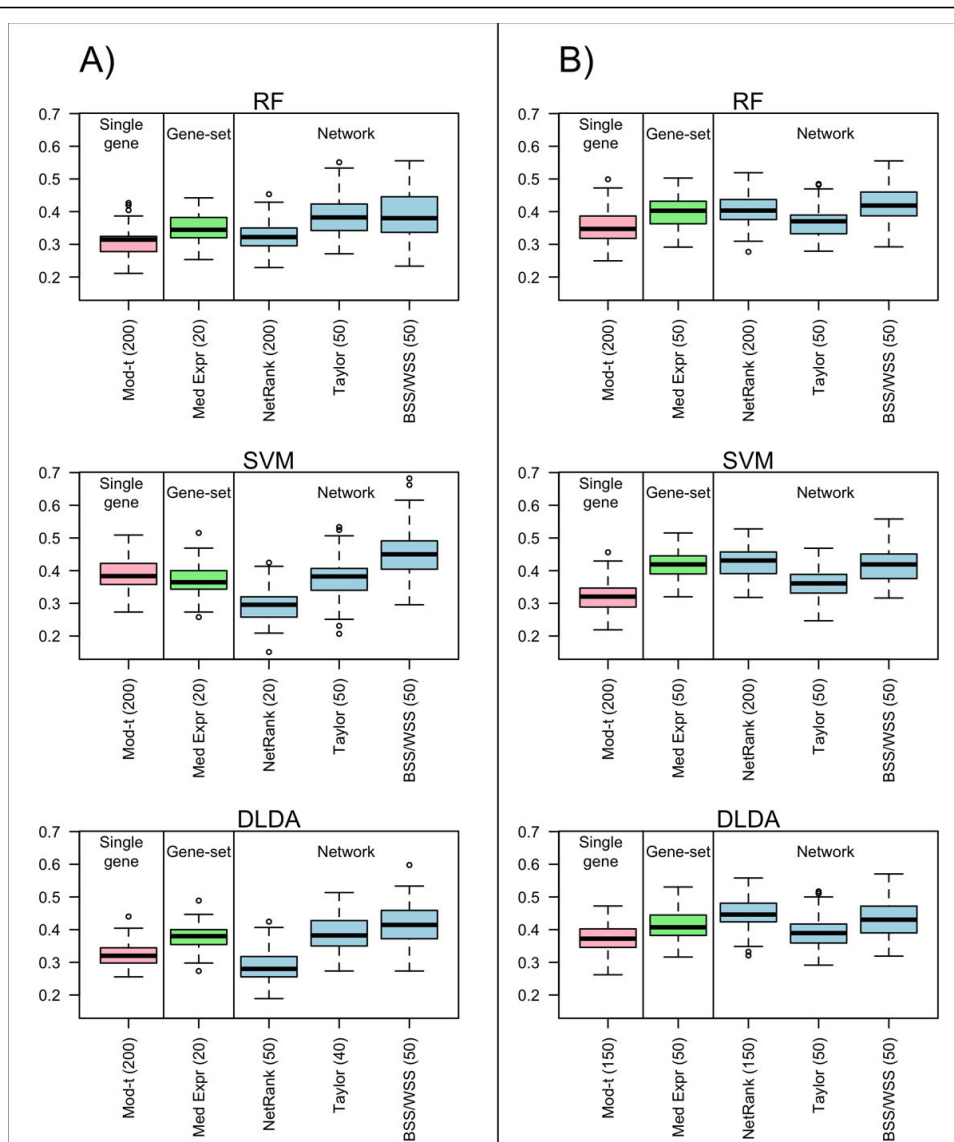 A)
RF
Single
gene
Gene-set
Network
0.7
0.6
0.5
0.4
0.3
0.2
Mod-t (200)
Med Expr (20)
NetRank (200)
Taylor (50)
BSS/WSS (50)
SVM
Single
gene
Gene-set
Network
0.7
0.6
0.5
0.4
0.3
0.2
Mod-t (200)
Med Expr (20)
NetRank (20)
Taylor (50)
BSS/WSS (50)
DLDA
Single
gene
Gene-set
Network
0.7
0.6
0.5
0.4
0.3
0.2
Mod-t (200)
Med Expr (20)
NetRank (50)
Taylor (40)
BSS/WSS (50)
B)
RF
Single
gene
Gene-set
Network
0.7
0.6
0.5
0.4
0.3
0.2
Mod-t (200)
Med Expr (50)
NetRank (200)
Taylor (50)
BSS/WSS (50)
SVM
Single
gene
Gene-set
Network
0.7
0.6
0.5
0.4
0.3
0.2
Mod-t (200)
Med Expr (50)
NetRank (200)
Taylor (50)
BSS/WSS (50)
DLDA
Single
gene
Gene-set
Network
0.7
0.6
0.5
0.4
0.3
0.2
Mod-t (150)
Med Expr (50)
NetRank (150)
Taylor (50)
BSS/WSS (50)